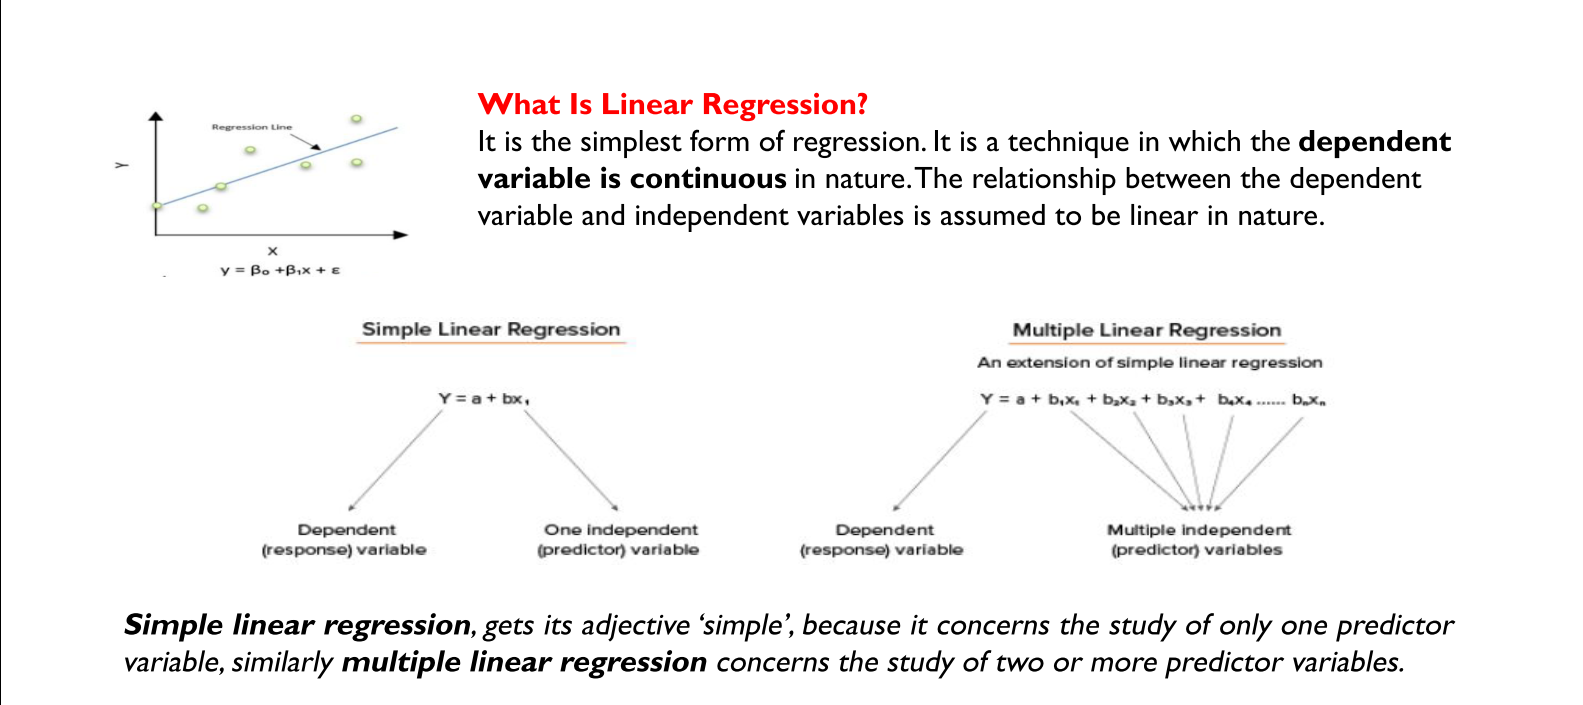 What Is Linear Regression?
It is the simplest form of regression. It is a technique in which the dependent
variable is continuous in nature. The relationship between the dependent
variable and independent variables is assumed to be linear in nature.
Regression Line
Y
X
y = β₀ +β₁x + ε
Simple Linear Regression
Y = a + bx₁
Dependent
(response) variable
One independent
(predictor) variable
Multiple Linear Regression
An extension of simple linear regression
Y = a + b₁x₁ + b₂x₂ + b₃x₃ + b₄x₄ ...... bₙxₙ
Dependent
(response) variable
Multiple independent
(predictor) variables
Simple linear regression, gets its adjective ‘simple’, because it concerns the study of only one predictor
variable, similarly multiple linear regression concerns the study of two or more predictor variables.